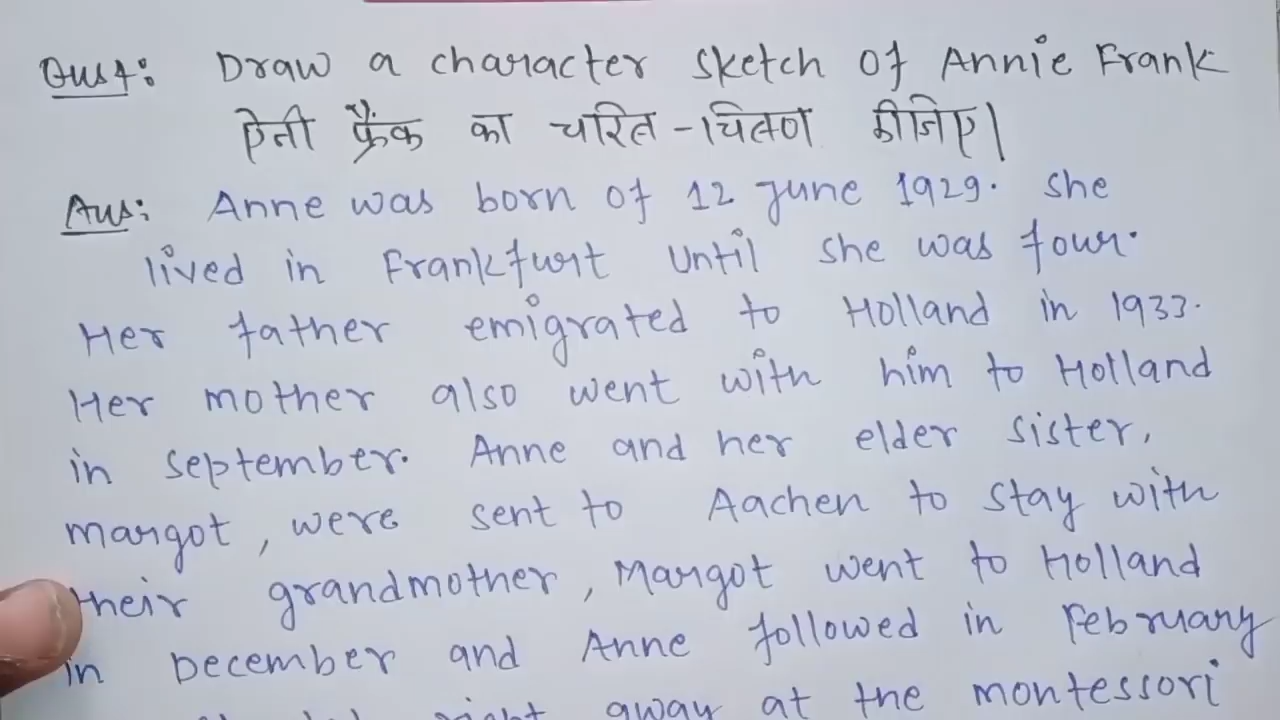 Qus4: Draw a character sketch of Annie Frank
ऐनी फ्रैंक का चरित्र-चित्रण कीजिए।
Ans: Anne was born of 12 june 1929. she
lived in Frankfurt until she was four.
Her father emigrated to Holland in 1933.
Her mother also went with him to Holland
in september. Anne and her elder sister,
margot, were sent to Aachen to stay with
their grandmother, Margot went to Holland
in December and Anne followed in February
right away at the montessori